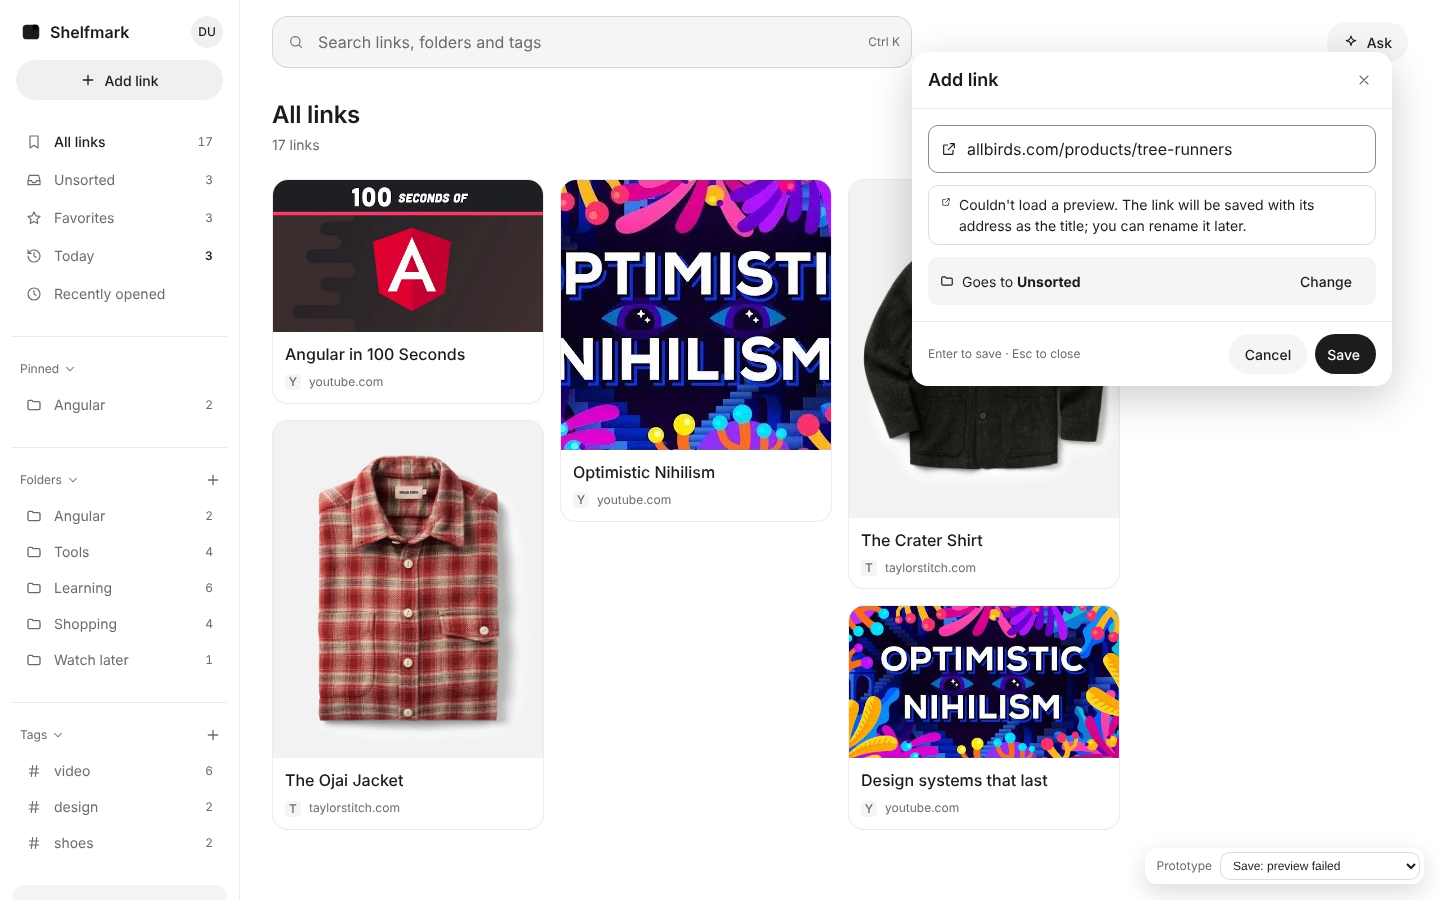 Shelfmark
DU
Add link
All links 17
Unsorted 3
Favorites 3
Today 3
Recently opened
Pinned
Angular 2
Folders
Angular 2
Tools 4
Learning 6
Shopping 4
Watch later 1
Tags
# video 6
# design 2
# shoes 2
Search links, folders and tags
Ctrl K
Ask
All links
17 links
100 SECONDS OF
A
Angular in 100 Seconds
Y youtube.com
The Ojai Jacket
T taylorstitch.com
OPTIMISTI
NIHILISM
Optimistic Nihilism
Y youtube.com
The Crater Shirt
T taylorstitch.com
OPTIMISTIC
NIHILISM
Design systems that last
Y youtube.com
Add link
allbirds.com/products/tree-runners
Couldn't load a preview. The link will be saved with its
address as the title; you can rename it later.
Goes to Unsorted
Change
Enter to save · Esc to close
Cancel
Save
Prototype
Save: preview failed